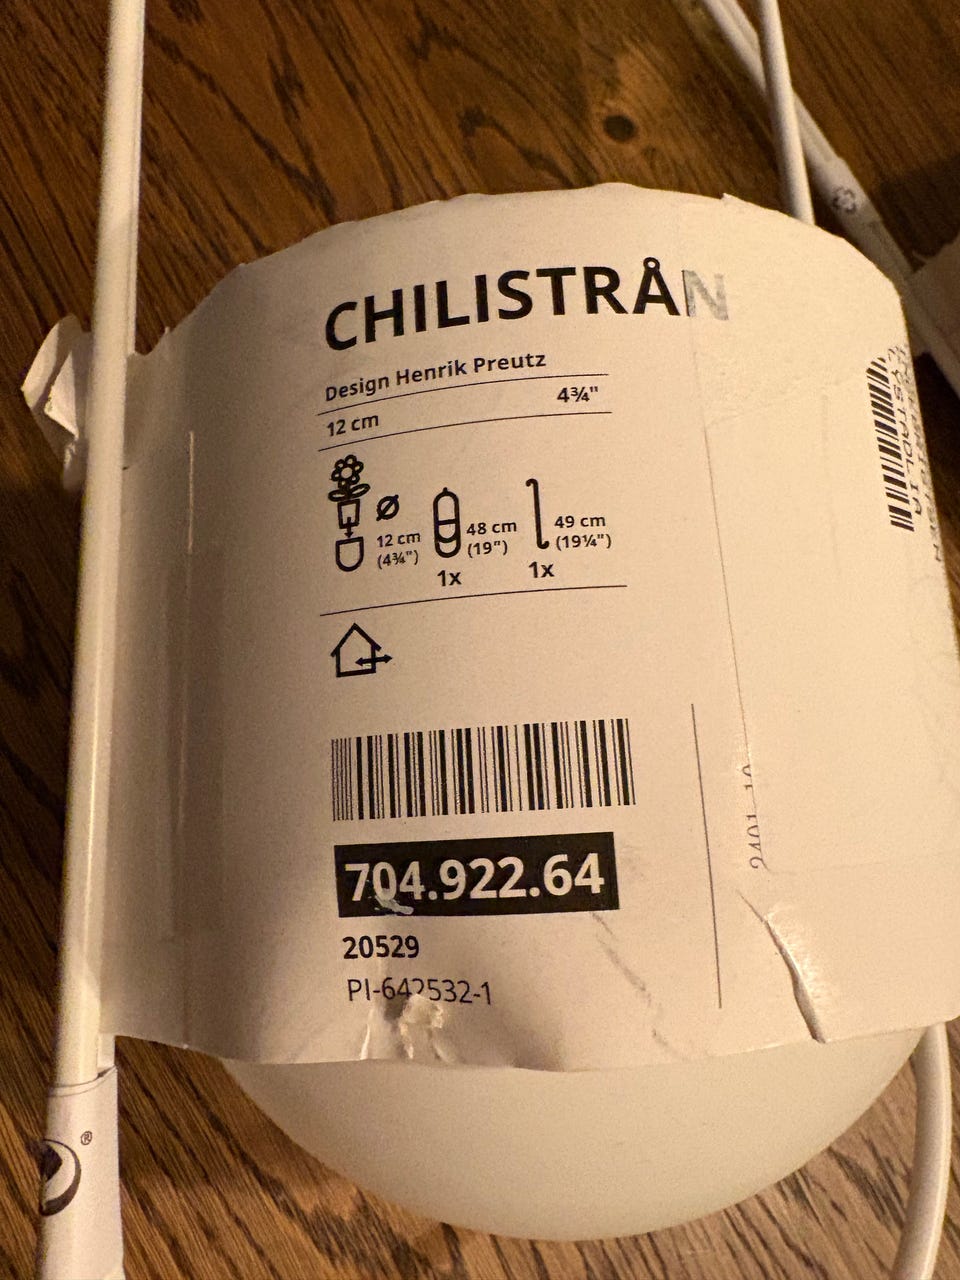 CHILISTRÅN
Design Henrik Preutz
12 cm 4¾"
Ø
12 cm
(4¾")
48 cm
(19")
1x
49 cm
(19¼")
1x
704.922.64
20529
PI-642532-1
®